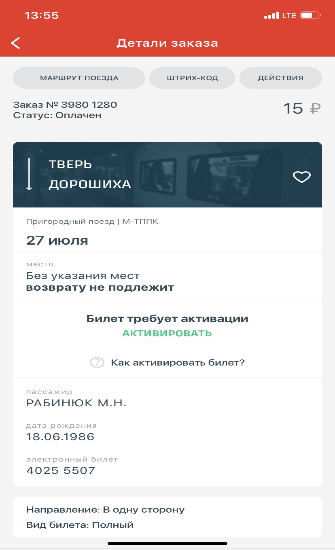 13:55
LTE
Детали заказа
МАРШРУТ ПОЕЗДА
ШТРИХ-КОД
ДЕЙСТВИЯ
Заказ № 3980 1280
15 ₽
Статус: Оплачен
ТВЕРЬ
ДОРОШИХА
Пригородный поезд | М-ТППК
27 июля
место
Без указания мест
возврату не подлежит
Билет требует активации
АКТИВИРОВАТЬ
? Как активировать билет?
пассажир
РАБИНЮК М.Н.
дата рождения
18.06.1986
электронный билет
4025 5507
Направление: В одну сторону
Вид билета: Полный